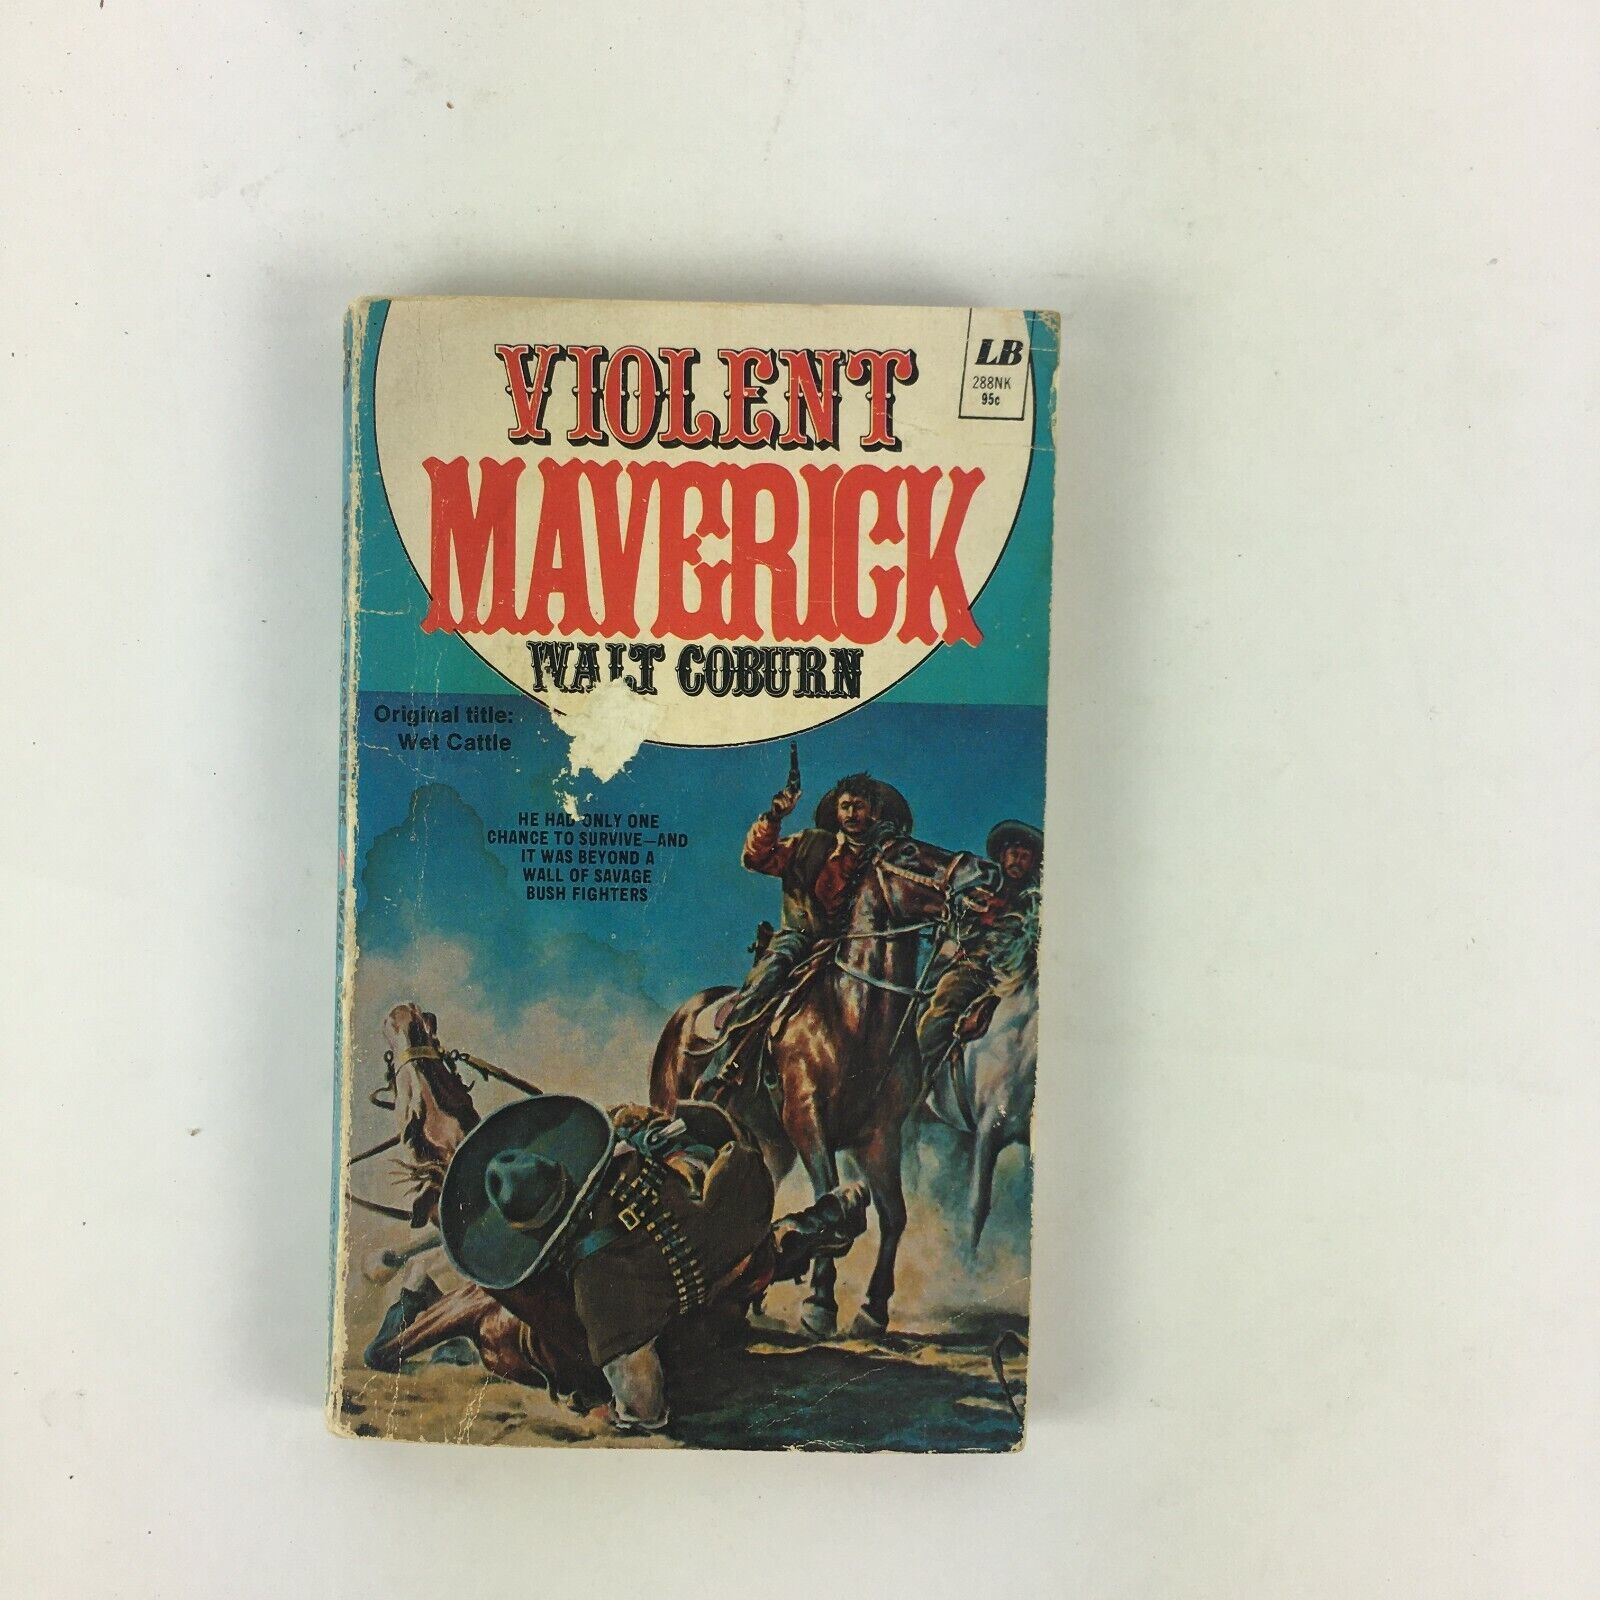 VIOLENT
MAVERICK
WALT COBURN
LB
288NK
95c
Original title:
Wet Cattle
HE HAD ONLY ONE
CHANCE TO SURVIVE—AND
IT WAS BEYOND A
WALL OF SAVAGE
BUSH FIGHTERS